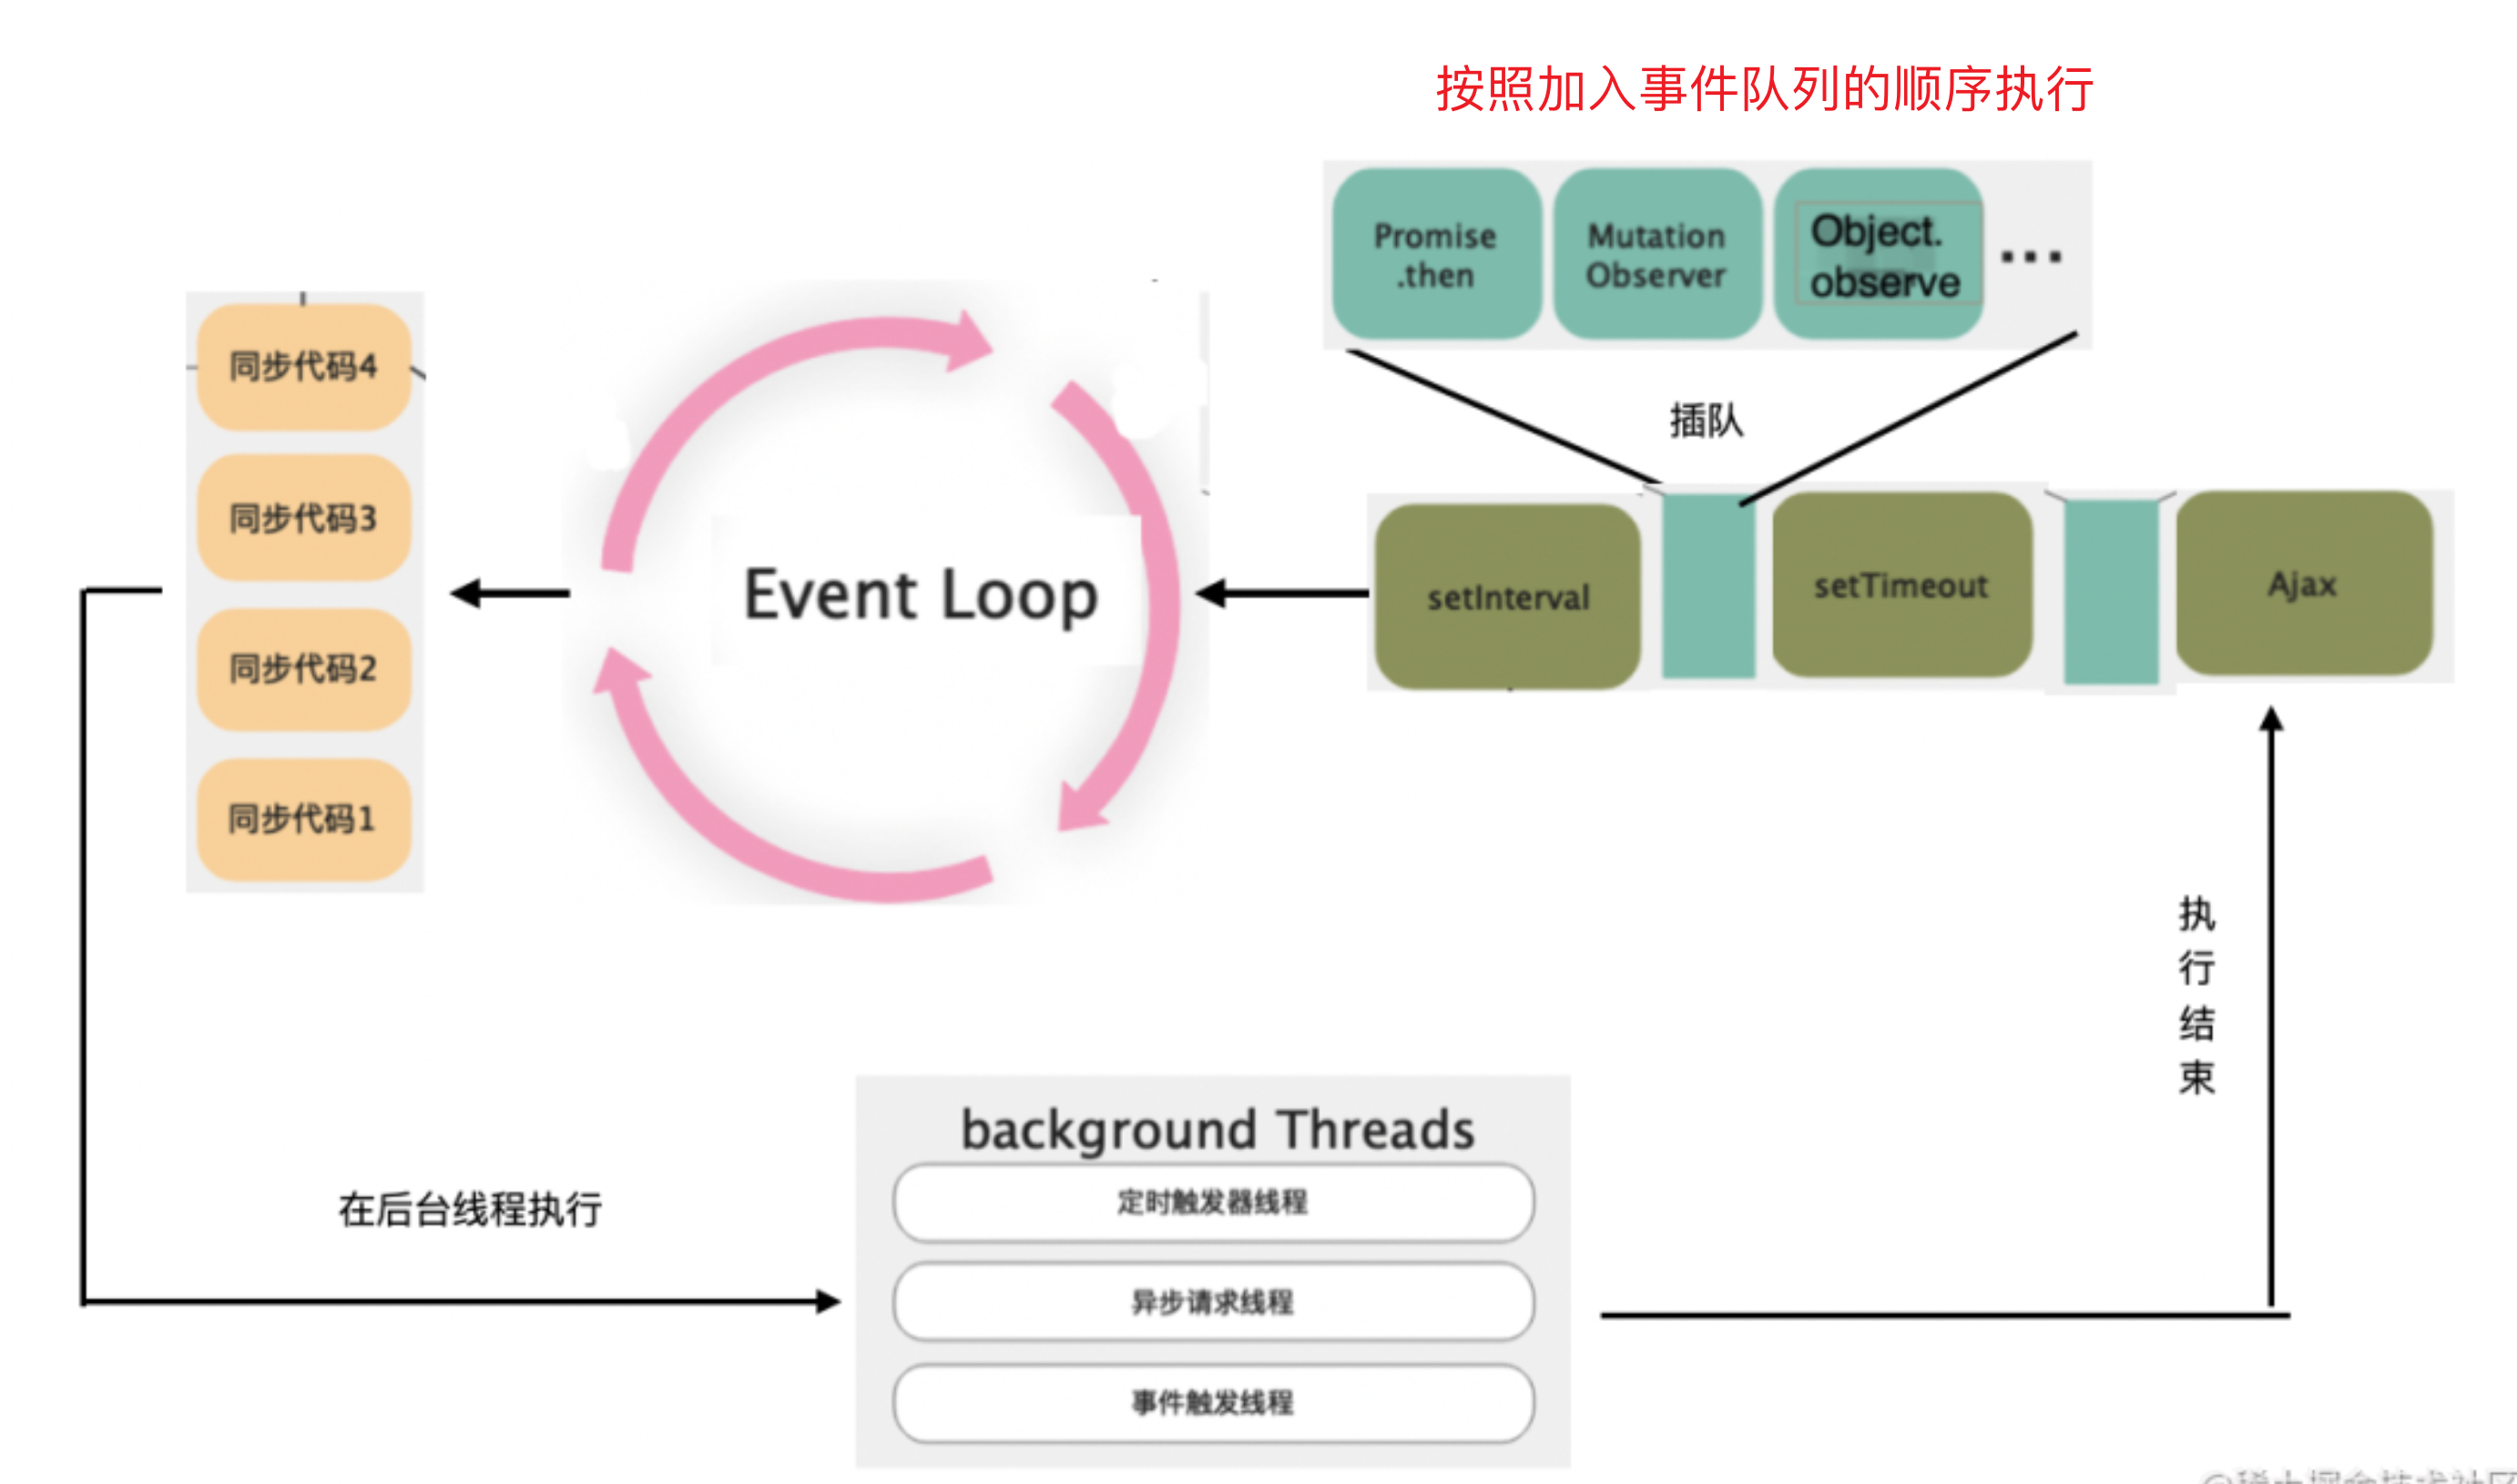 按照加入事件队列的顺序执行
Promise
.then
Mutation
Observer
Object.
observe
...
插队
同步代码4
同步代码3
同步代码2
同步代码1
Event Loop
setInterval
setTimeout
Ajax
执
行
结
束
在后台线程执行
background Threads
定时触发器线程
异步请求线程
事件触发线程